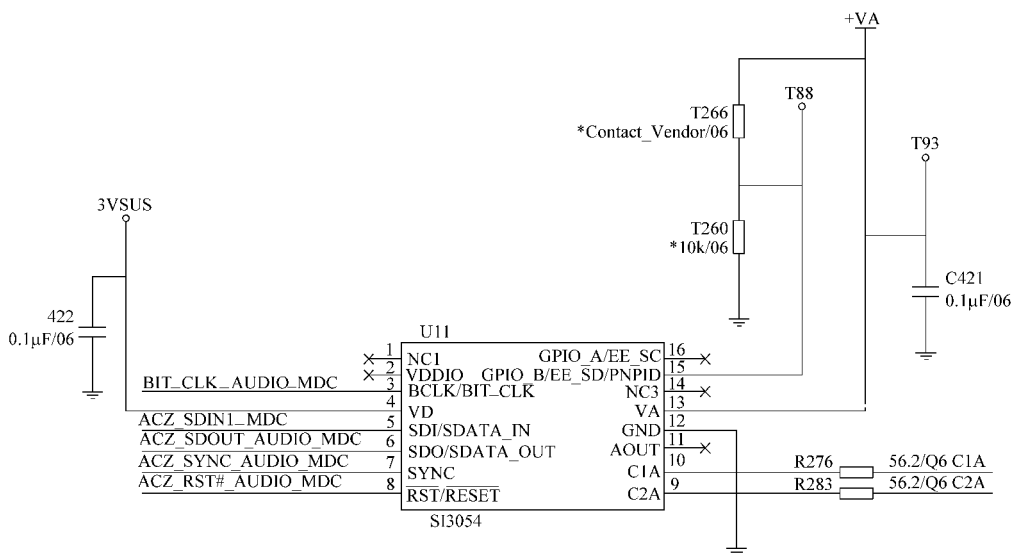 +VA
T88
T266
*Contact_Vendor/06
T93
3VSUS
T260
*10k/06
C421
0.1μF/06
422
0.1μF/06
U11
1 NC1 GPIO_A/EE_SC 16
2 VDDIO GPIO_B/EE_SD/PNPID 15
BIT_CLK_AUDIO_MDC 3 BCLK/BIT_CLK NC3 14
4 VD VA 13
ACZ_SDIN1_MDC 5 SDI/SDATA_IN GND 12
ACZ_SDOUT_AUDIO_MDC 6 SDO/SDATA_OUT AOUT 11
ACZ_SYNC_AUDIO_MDC 7 SYNC C1A 10 R276 56.2/Q6 C1A
ACZ_RST#_AUDIO_MDC 8 RST/RESET C2A 9 R283 56.2/Q6 C2A
SI3054